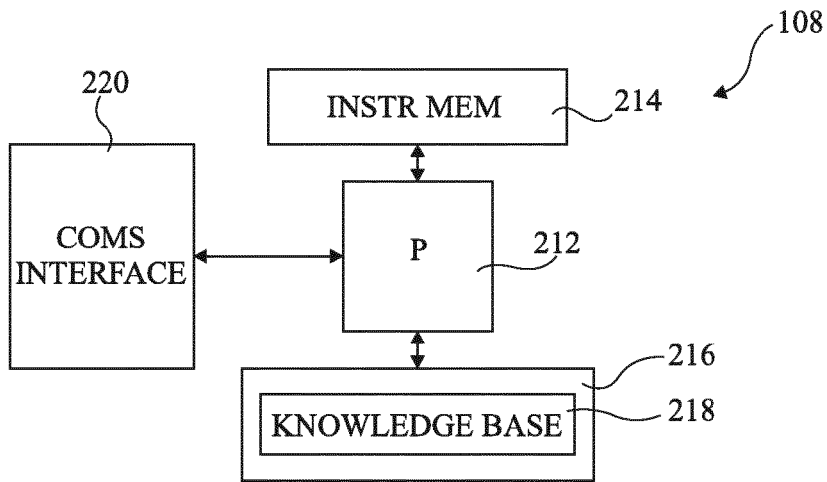 108
220
INSTR MEM
214
COMS
INTERFACE
P
212
216
KNOWLEDGE BASE
218